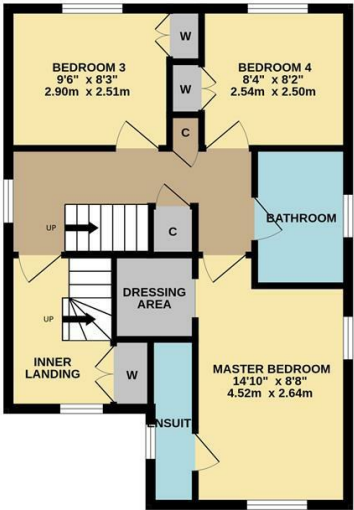 W
BEDROOM 3
9'6" x 8'3"
2.90m x 2.51m
W
BEDROOM 4
8'4" x 8'2"
2.54m x 2.50m
C
BATHROOM
UP
C
DRESSING
AREA
UP
INNER
LANDING
W
MASTER BEDROOM
14'10" x 8'8"
4.52m x 2.64m
ENSUIT